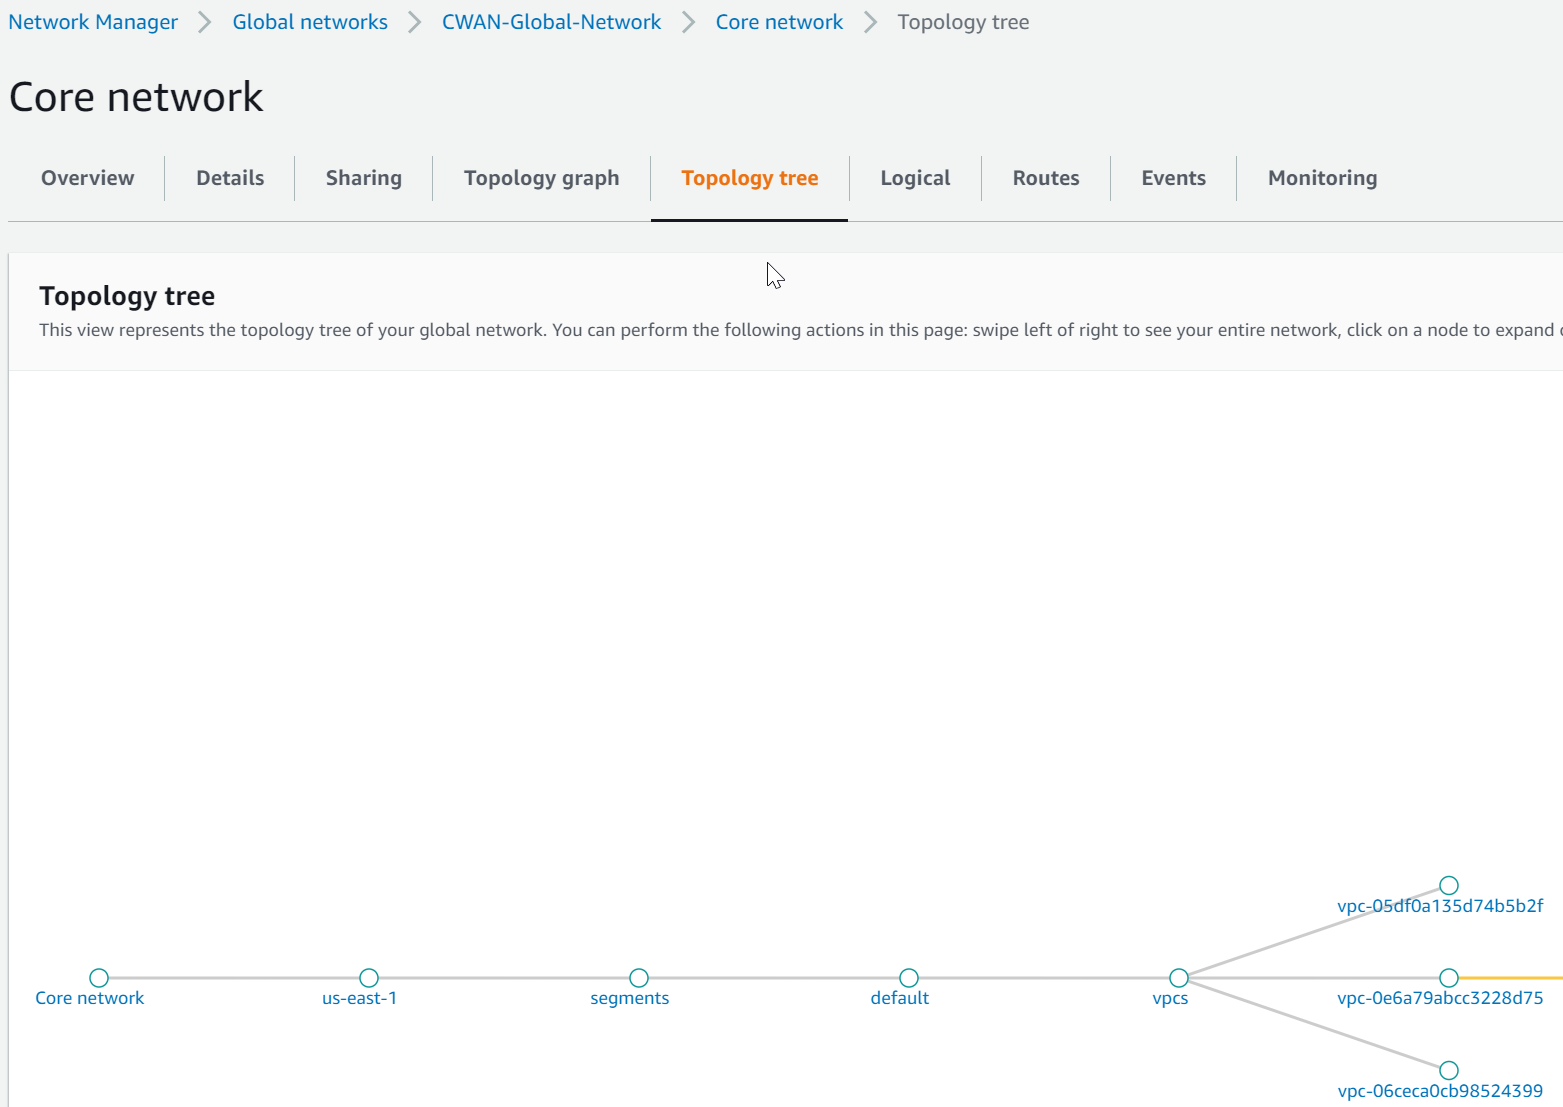 Network Manager > Global networks > CWAN-Global-Network > Core network > Topology tree
Core network
Overview Details Sharing Topology graph Topology tree Logical Routes Events Monitoring
Topology tree
This view represents the topology tree of your global network. You can perform the following actions in this page: swipe left of right to see your entire network, click on a node to expand
vpc-05df0a135d74b5b2f
Core network us-east-1 segments default vpcs vpc-0e6a79abcc3228d75
vpc-06ceca0cb98524399